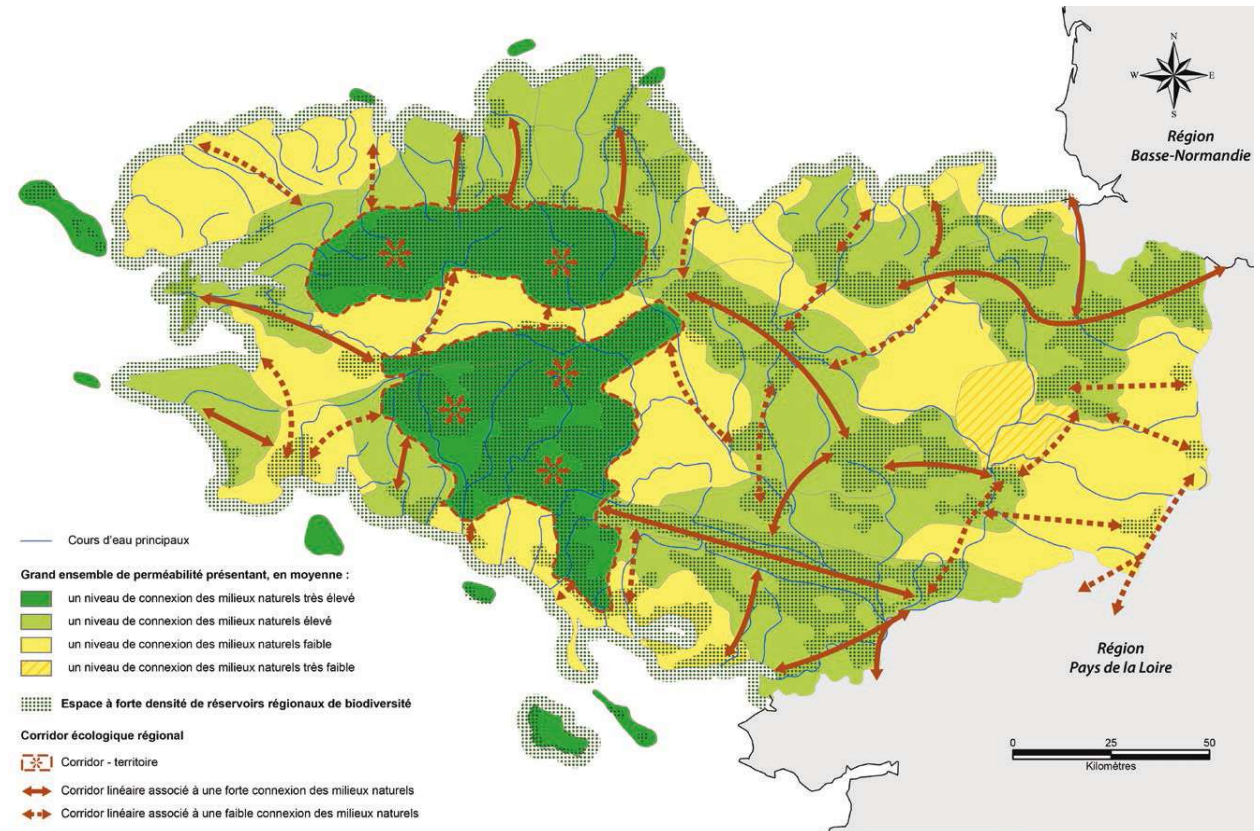 N
W E
S
Région
Basse-Normandie
Cours d'eau principaux
Grand ensemble de perméabilité présentant, en moyenne :
un niveau de connexion des milieux naturels très élevé
un niveau de connexion des milieux naturels élevé
un niveau de connexion des milieux naturels faible
un niveau de connexion des milieux naturels très faible
Espace à forte densité de réservoirs régionaux de biodiversité
Corridor écologique régional
Corridor - territoire
Corridor linéaire associé à une forte connexion des milieux naturels
Corridor linéaire associé à une faible connexion des milieux naturels
Région
Pays de la Loire
0 25 50
Kilomètres